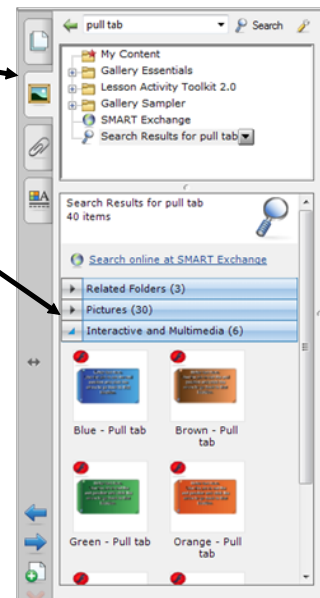 pull tab
Search
My Content
Gallery Essentials
Lesson Activity Toolkit 2.0
Gallery Sampler
SMART Exchange
Search Results for pull tab
Search Results for pull tab
40 items
Search online at SMART Exchange
Related Folders (3)
Pictures (30)
Interactive and Multimedia (6)
Blue - Pull tab
Brown - Pull
tab
Green - Pull tab
Orange - Pull
tab